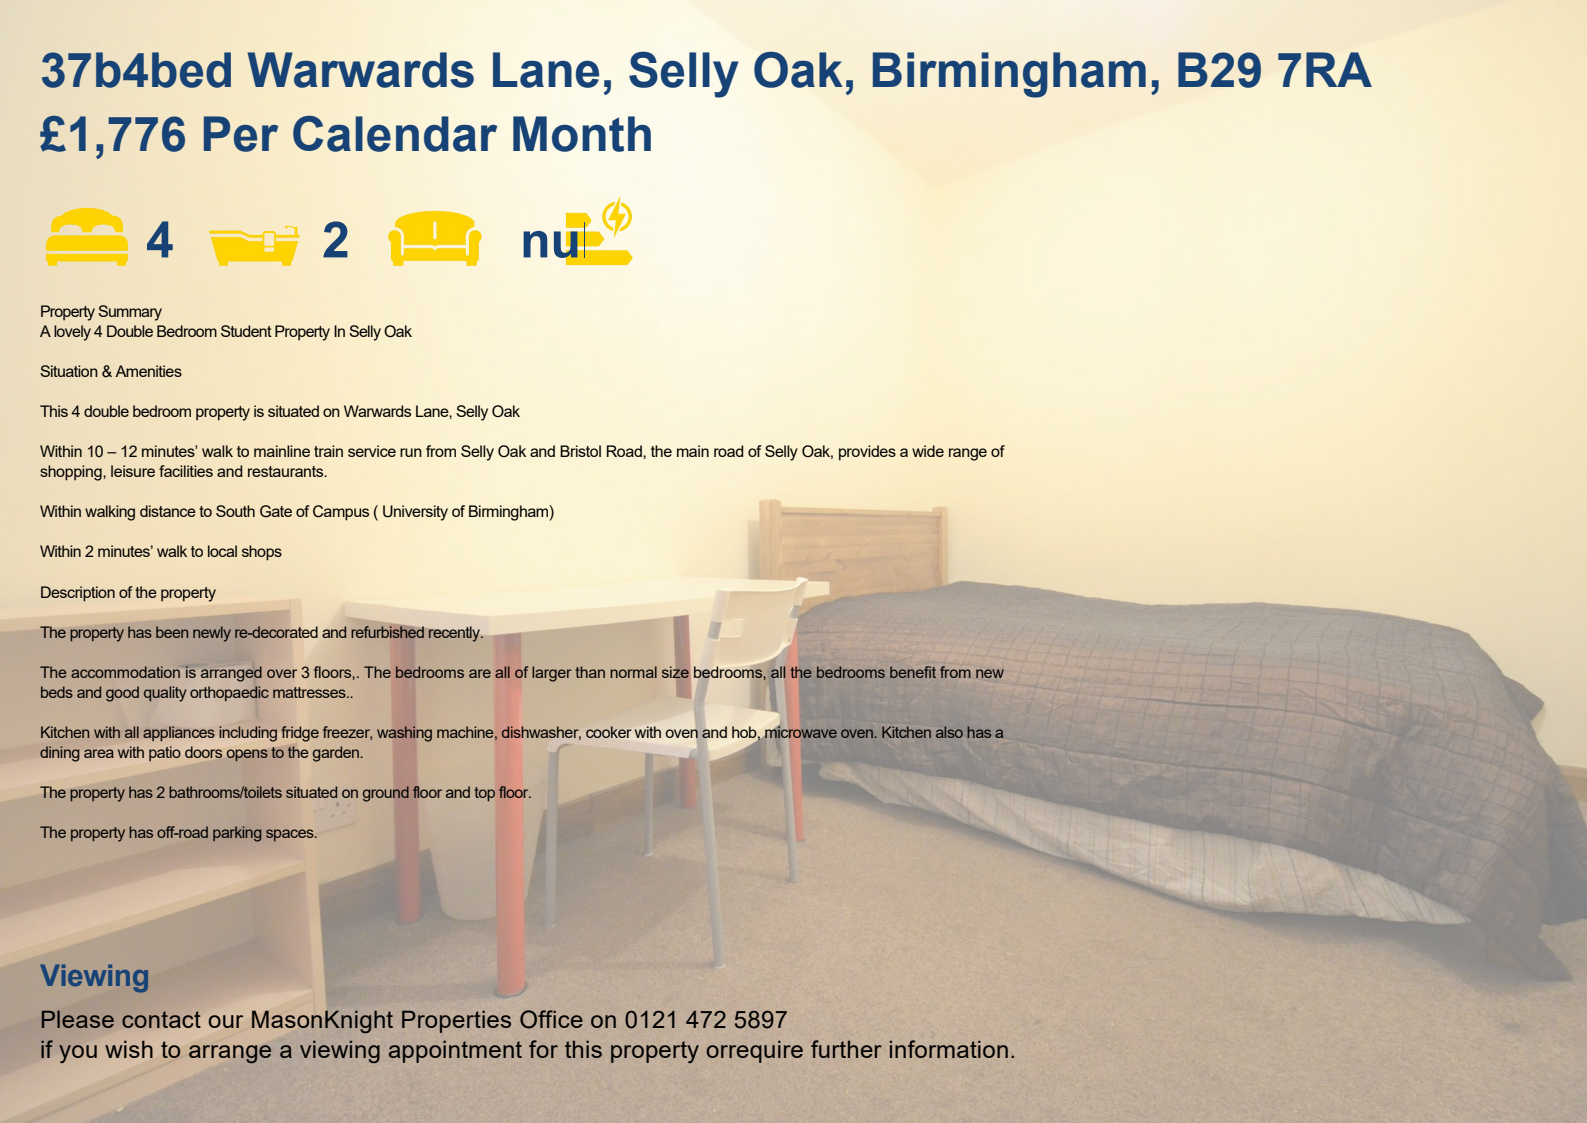 37b4bed Warwards Lane, Selly Oak, Birmingham, B29 7RA
£1,776 Per Calendar Month
4 2 nu
Property Summary
A lovely 4 Double Bedroom Student Property In Selly Oak
Situation & Amenities
This 4 double bedroom property is situated on Warwards Lane, Selly Oak
Within 10 – 12 minutes’ walk to mainline train service run from Selly Oak and Bristol Road, the main road of Selly Oak, provides a wide range of
shopping, leisure facilities and restaurants.
Within walking distance to South Gate of Campus ( University of Birmingham)
Within 2 minutes’ walk to local shops
Description of the property
The property has been newly re-decorated and refurbished recently.
The accommodation is arranged over 3 floors,. The bedrooms are all of larger than normal size bedrooms, all the bedrooms benefit from new
beds and good quality orthopaedic mattresses..
Kitchen with all appliances including fridge freezer, washing machine, dishwasher, cooker with oven and hob, microwave oven. Kitchen also has a
dining area with patio doors opens to the garden.
The property has 2 bathrooms/toilets situated on ground floor and top floor.
The property has off-road parking spaces.
Viewing
Please contact our MasonKnight Properties Office on 0121 472 5897
if you wish to arrange a viewing appointment for this property orrequire further information.